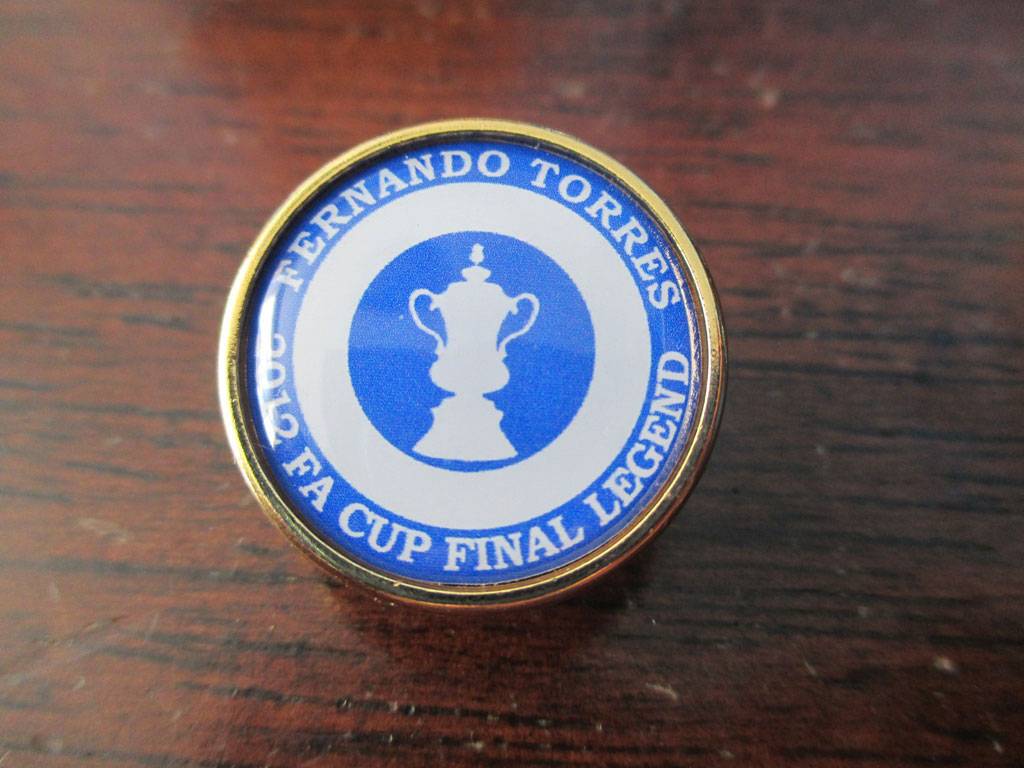 FERNANDO TORRES
2012 FA CUP FINAL LEGEND